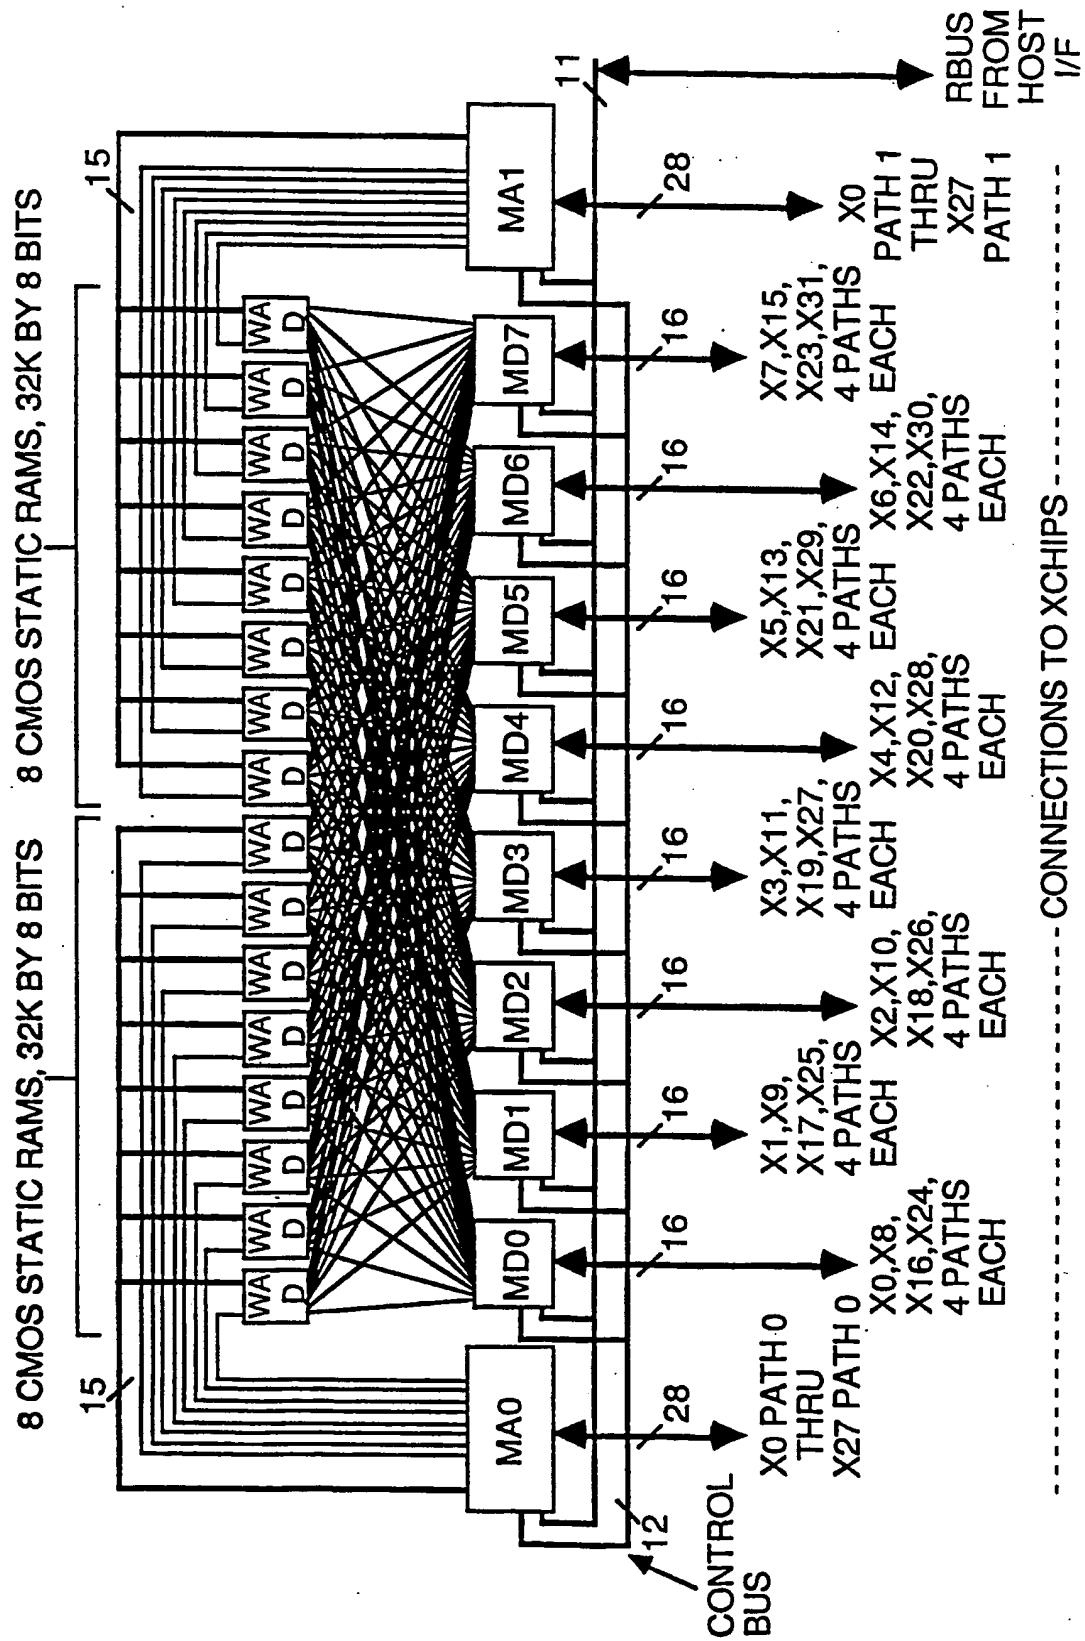 8 CMOS STATIC RAMS, 32K BY 8 BITS
8 CMOS STATIC RAMS, 32K BY 8 BITS
15
15
WA
D
WA
D
WA
D
WA
D
WA
D
WA
D
WA
D
WA
D
WA
D
WA
D
WA
D
WA
D
WA
D
WA
D
WA
D
WA
D
MA0
MD0
MD1
MD2
MD3
MD4
MD5
MD6
MD7
MA1
11
12
CONTROL
BUS
28
16
16
16
16
16
16
16
16
28
X0 PATH 0
THRU
X27 PATH 0
X0,X8,
X16,X24,
4 PATHS
EACH
X1,X9,
X17,X25,
4 PATHS
EACH
X2,X10,
X18,X26,
4 PATHS
EACH
X3,X11,
X19,X27,
4 PATHS
EACH
X4,X12,
X20,X28,
4 PATHS
EACH
X5,X13,
X21,X29,
4 PATHS
EACH
X6,X14,
X22,X30,
4 PATHS
EACH
X7,X15,
X23,X31,
4 PATHS
EACH
X0
PATH 1
THRU
X27
PATH 1
RBUS
FROM
HOST
I/F
CONNECTIONS TO XCHIPS